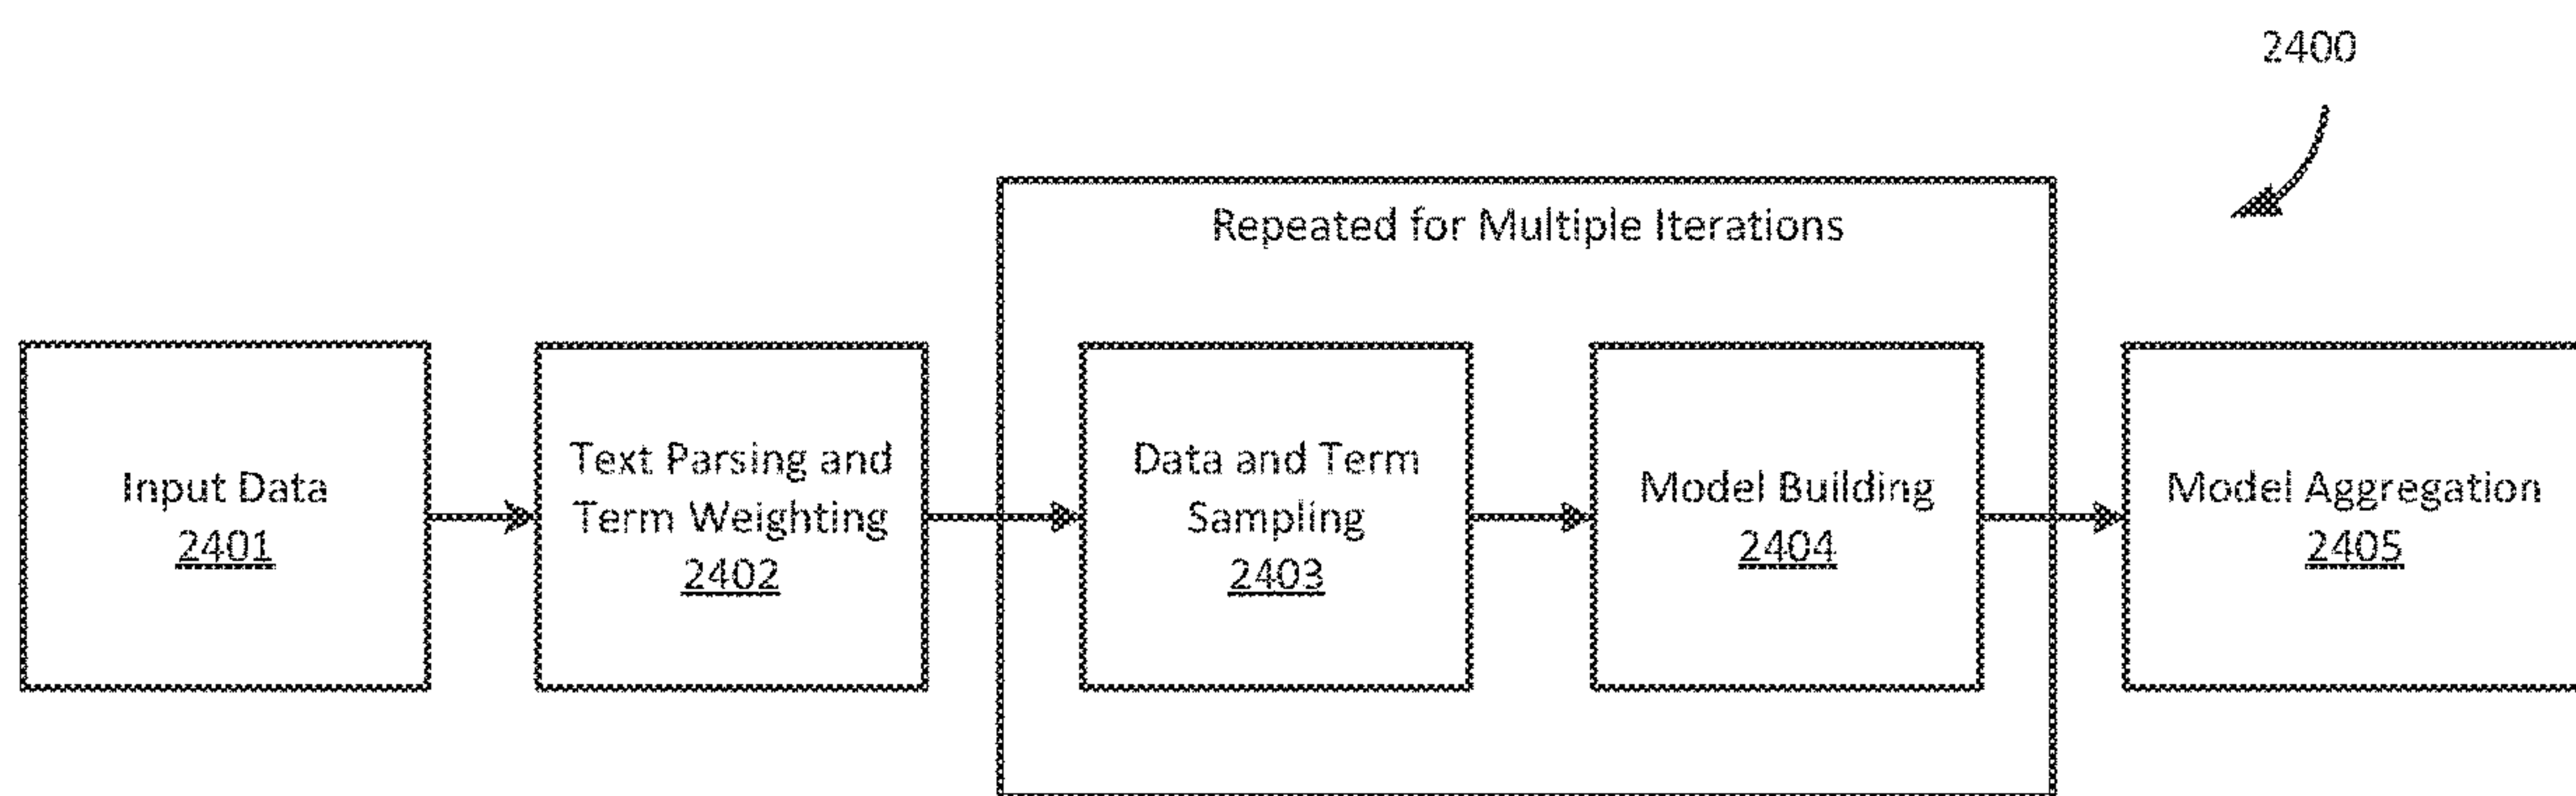 2400
Repeated for Multiple Iterations
Input Data
2401
Text Parsing and
Term Weighting
2402
Data and Term
Sampling
2403
Model Building
2404
Model Aggregation
2405